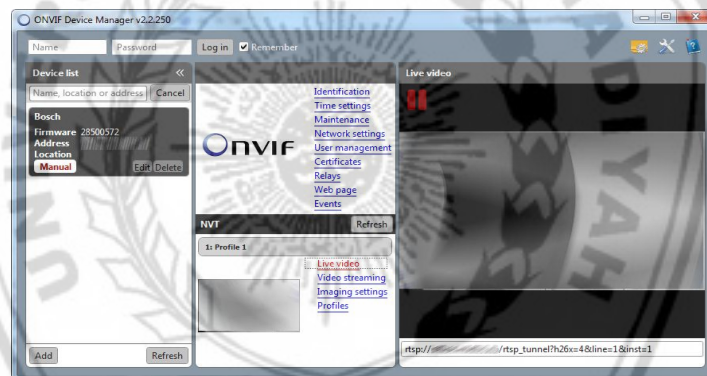 ONVIF Device Manager v2.2.250
Name
Password
Log in
Remember
Device list
Name, location or address
Cancel
Bosch
Firmware 28500572
Address
Location
Manual
Edit
Delete
Add
Refresh
ONVIF
Identification
Time settings
Maintenance
Network settings
User management
Certificates
Relays
Web page
Events
NVT
Refresh
1: Profile 1
Live video
Video streaming
Imaging settings
Profiles
Live video
rtsp:// /rtsp_tunnel?h26x=4&line=1&inst=1